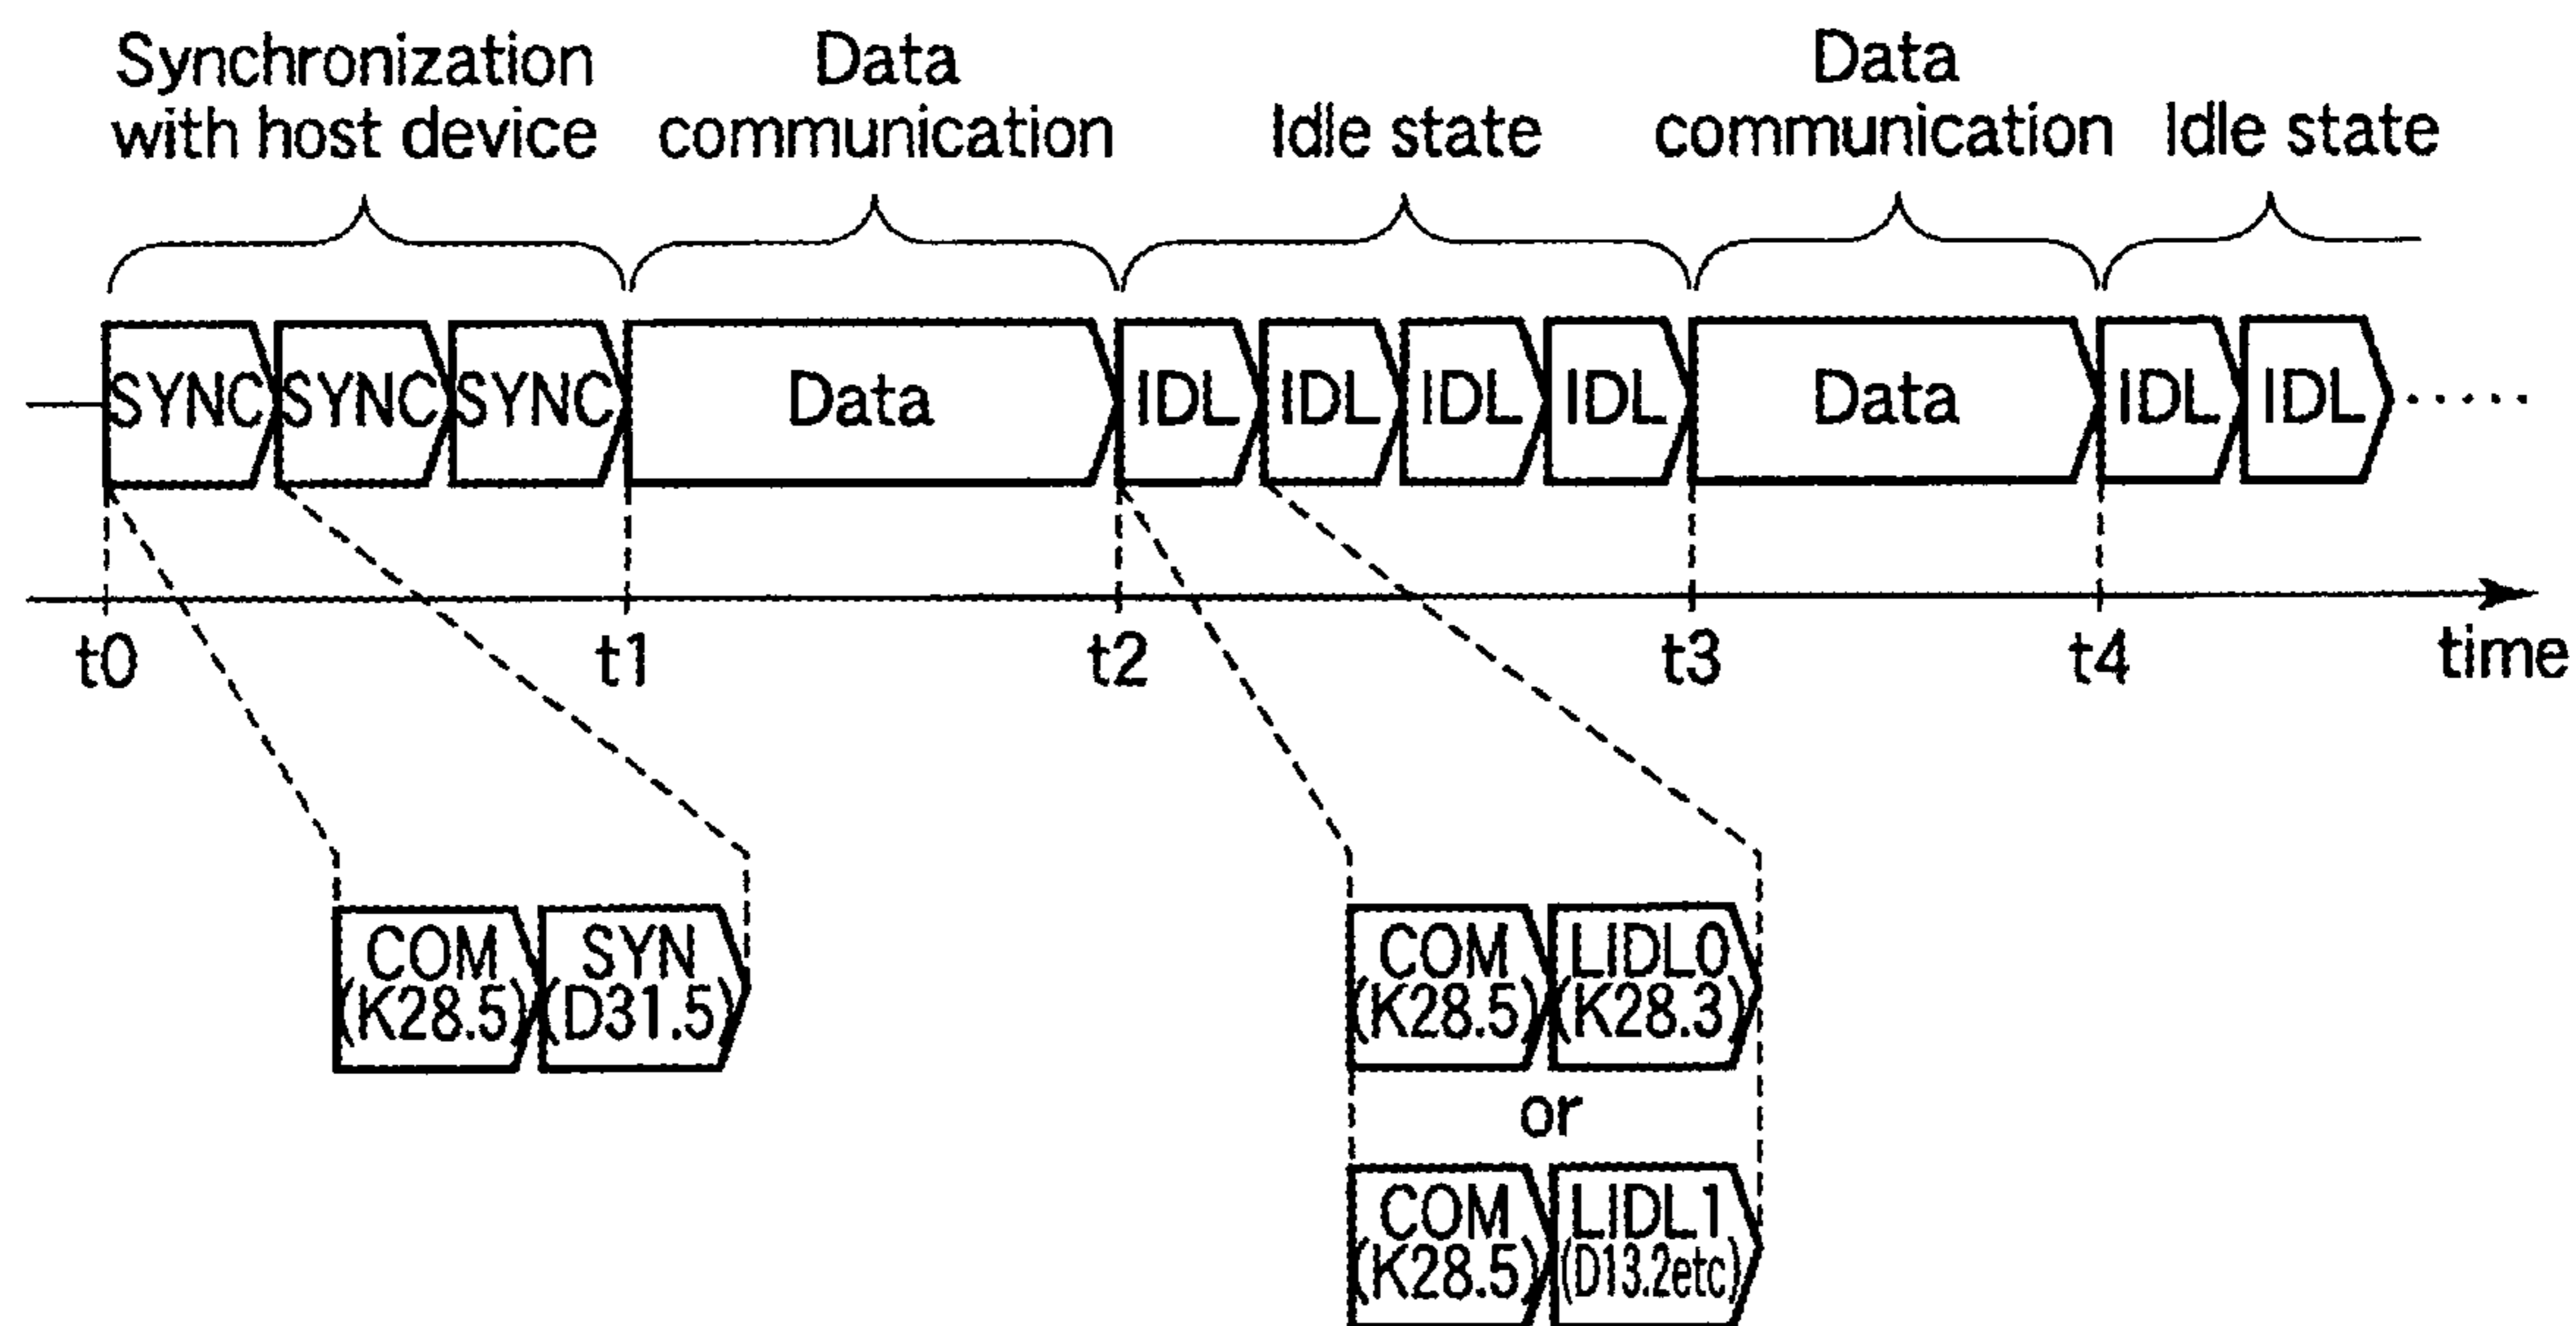 Synchronization
with host device
Data
communication
Idle state
Data
communication
Idle state
SYNC SYNC SYNC Data IDL IDL IDL IDL Data IDL IDL .....
t0 t1 t2 t3 t4 time
COM
(K28.5)
SYN
(D31.5)
COM
(K28.5)
LIDL0
(K28.3)
or
COM
(K28.5)
LIDL1
(D13.2etc)